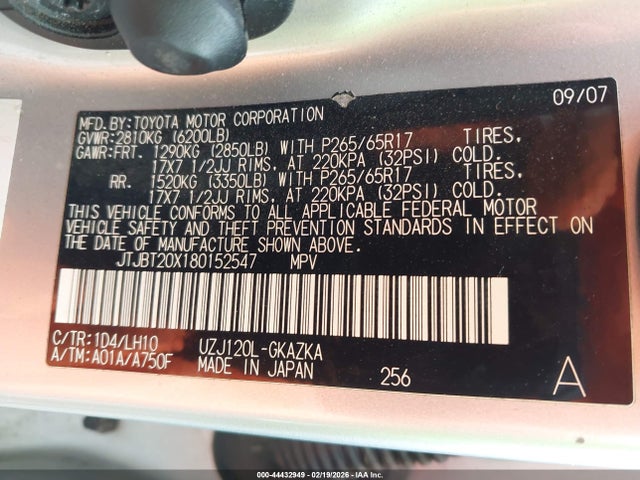 09/07
MFD.BY:TOYOTA MOTOR CORPORATION
GVWR:2810KG (6200LB)
GAWR:FRT. 1290KG (2850LB) WITH P265/65R17 TIRES,
17X7 1/2JJ RIMS, AT 220KPA (32PSI) COLD.
RR. 1520KG (3350LB) WITH P265/65R17 TIRES,
17X7 1/2JJ RIMS, AT 220KPA (32PSI) COLD.
THIS VEHICLE CONFORMS TO ALL APPLICABLE FEDERAL MOTOR
VEHICLE SAFETY AND THEFT PREVENTION STANDARDS IN EFFECT ON
THE DATE OF MANUFACTURE SHOWN ABOVE.
JTJBT20X180152547 MPV
C/TR:1D4/LH10 UZJ120L-GKAZKA
A/TM:A01A/A750F MADE IN JAPAN 256 A
000-44432949 - 02/19/2026 - IAA Inc.